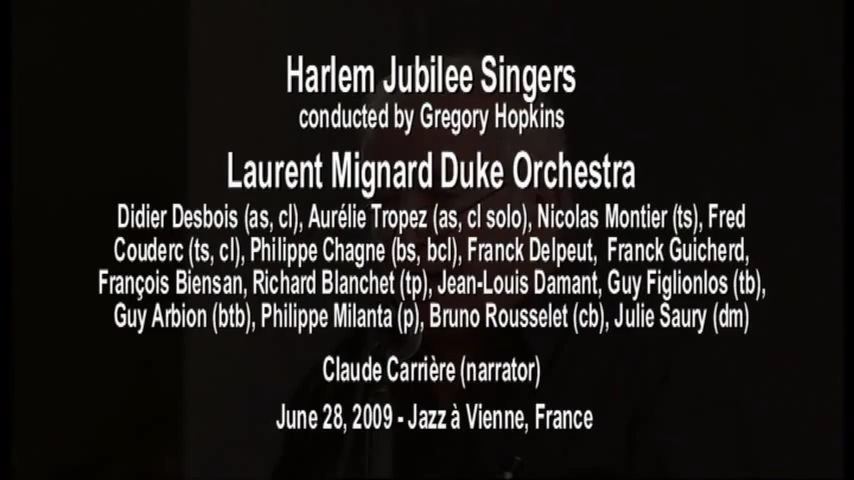 Harlem Jubilee Singers
conducted by Gregory Hopkins
Laurent Mignard Duke Orchestra
Didier Desbois (as, cl), Aurélie Tropez (as, cl solo), Nicolas Montier (ts), Fred
Couderc (ts, cl), Philippe Chagne (bs, bcl), Franck Delpeut, Franck Guicherd,
François Biensan, Richard Blanchet (tp), Jean-Louis Damant, Guy Figlionlos (tb),
Guy Arbion (btb), Philippe Milanta (p), Bruno Rousselet (cb), Julie Saury (dm)
Claude Carrière (narrator)
June 28, 2009 - Jazz à Vienne, France